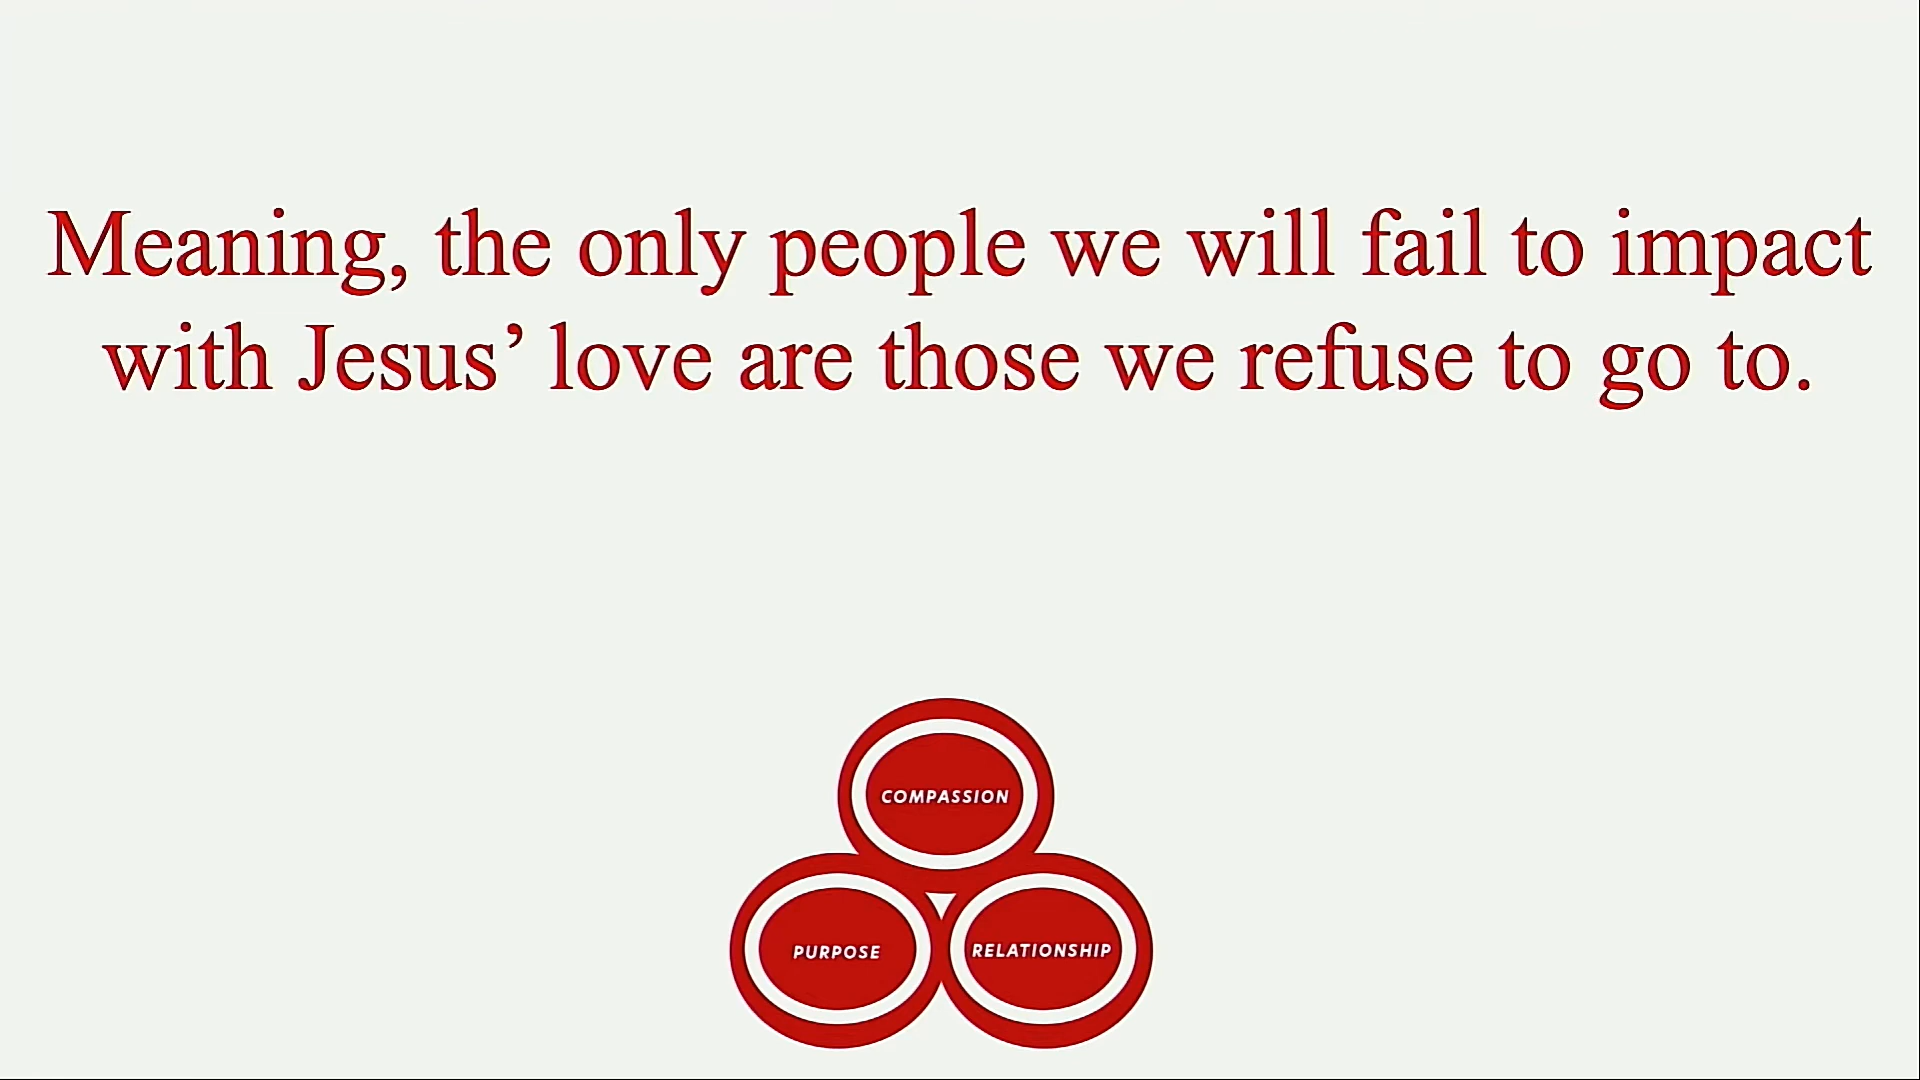 Meaning, the only people we will fail to impact
with Jesus’ love are those we refuse to go to.
COMPASSION
PURPOSE
RELATIONSHIP